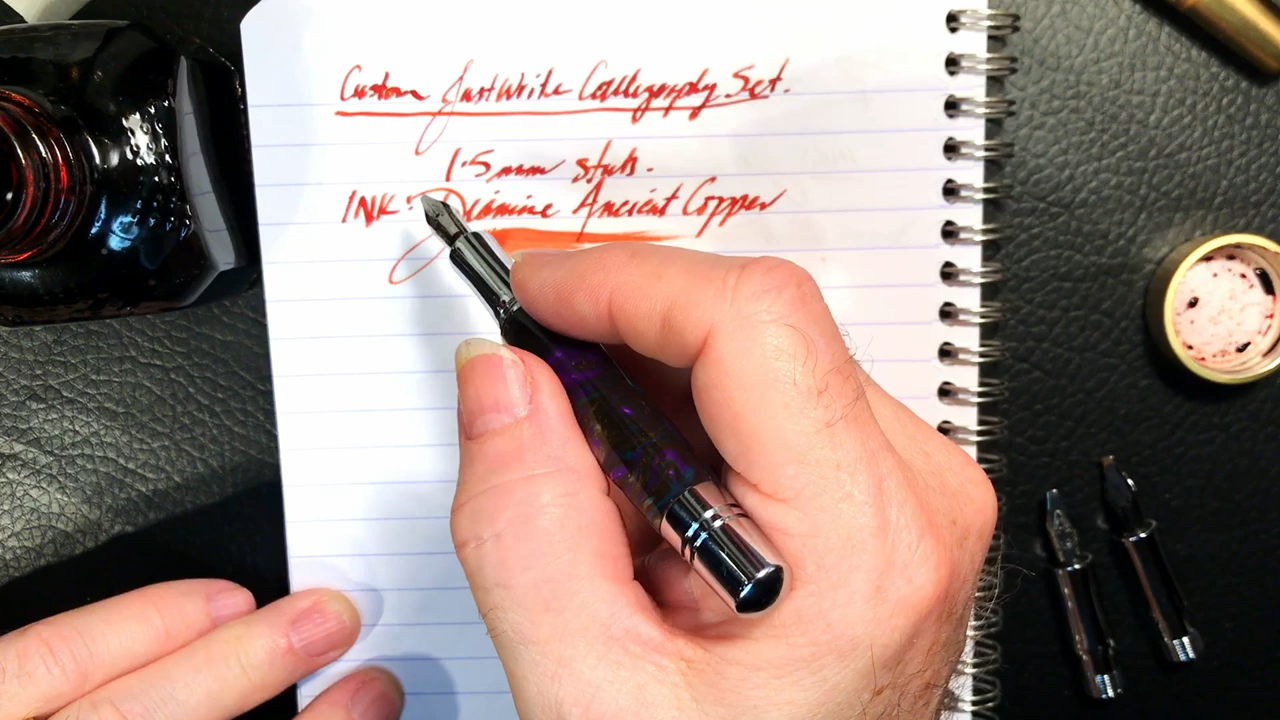 Custom JustWrite Calligraphy Set.
1.5mm stub.
INK: Diamine Ancient Copper